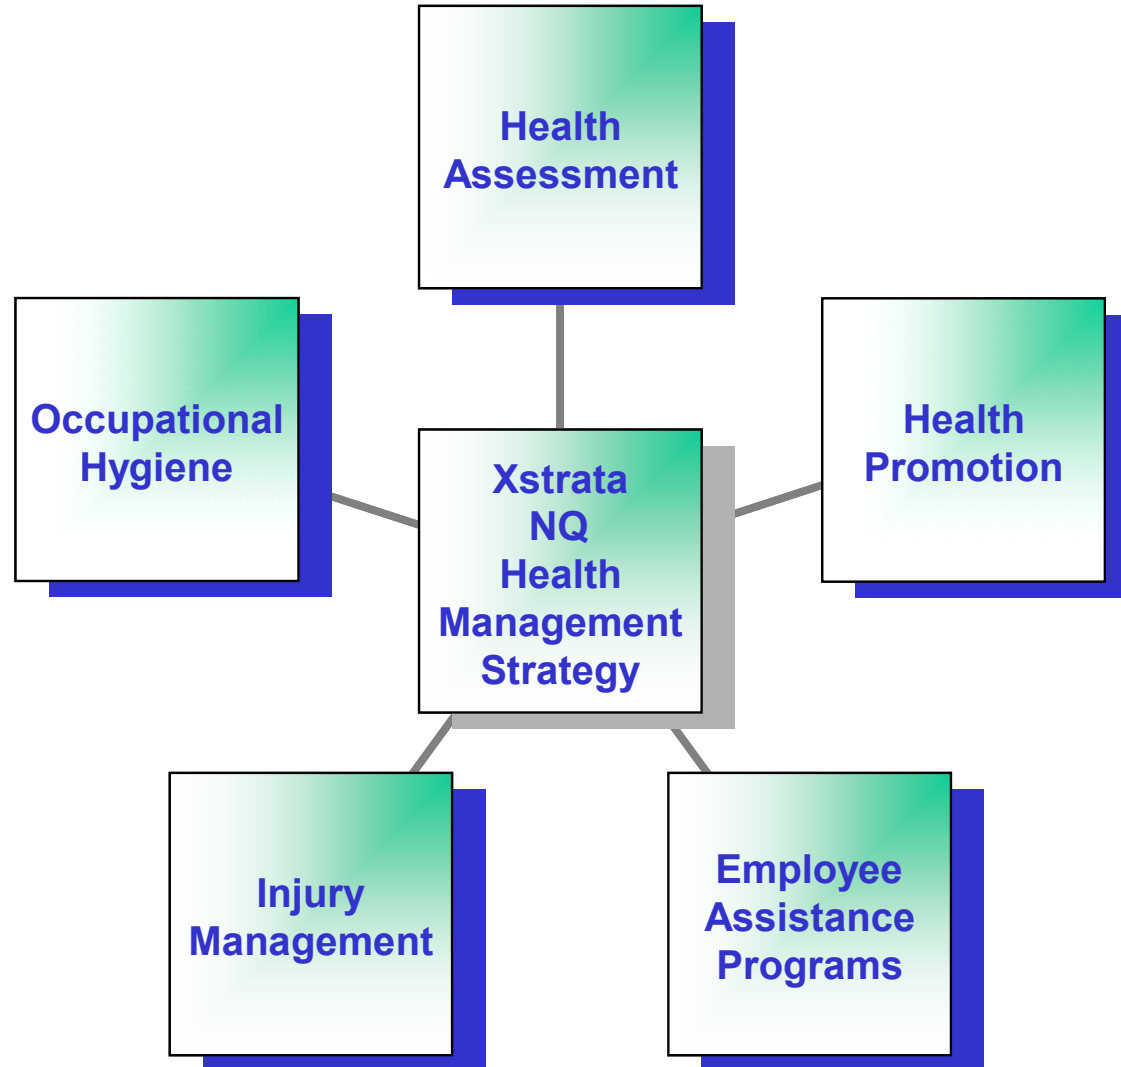 Health
Assessment
Occupational
Hygiene
Health
Promotion
Xstrata
NQ
Health
Management
Strategy
Injury
Management
Employee
Assistance
Programs